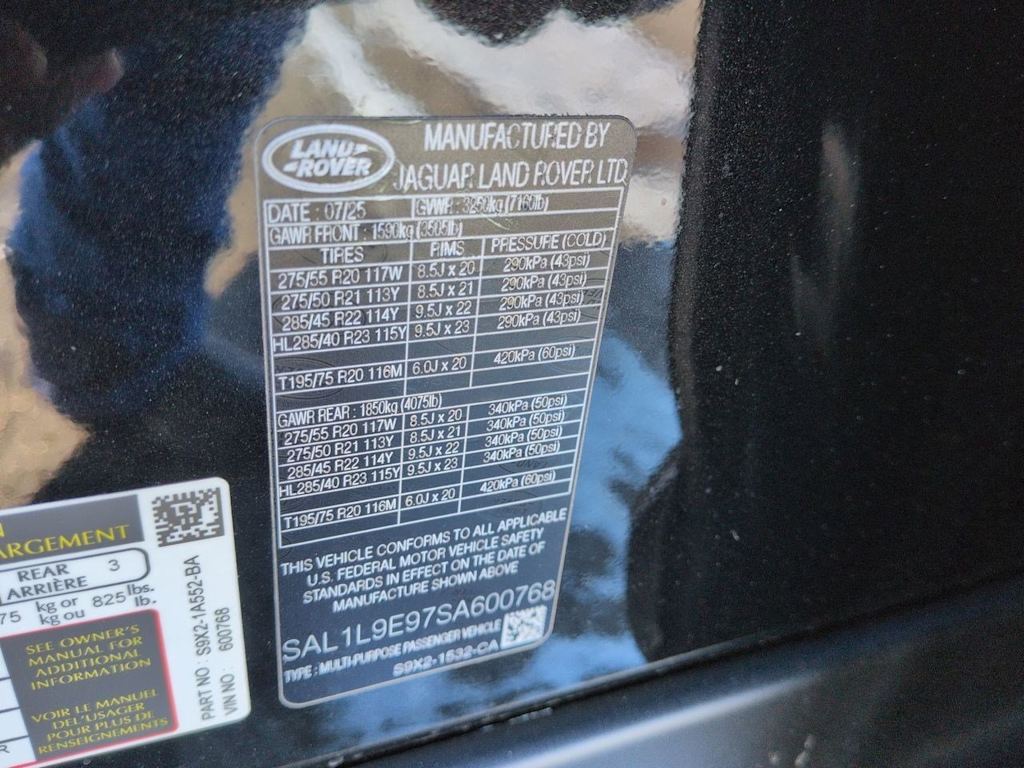 LAND ROVER
MANUFACTURED BY
JAGUAR LAND ROVER LTD
DATE : 07/25 GVWR : 3250kg (7160lb)
GAWR FRONT : 1590kg (3505lb)
TIRES RIMS PRESSURE (COLD)
275/55 R20 117W 8.5J x 20 290kPa (43psi)
275/50 R21 113Y 8.5J x 21 290kPa (43psi)
285/45 R22 114Y 9.5J x 22 290kPa (43psi)
HL285/40 R23 115Y 9.5J x 23 290kPa (43psi)
T195/75 R20 116M 6.0J x 20 420kPa (60psi)
GAWR REAR : 1850kg (4075lb)
275/55 R20 117W 8.5J x 20 340kPa (50psi)
275/50 R21 113Y 8.5J x 21 340kPa (50psi)
285/45 R22 114Y 9.5J x 22 340kPa (50psi)
HL285/40 R23 115Y 9.5J x 23 340kPa (50psi)
T195/75 R20 116M 6.0J x 20 420kPa (60psi)
THIS VEHICLE CONFORMS TO ALL APPLICABLE
U.S. FEDERAL MOTOR VEHICLE SAFETY
STANDARDS IN EFFECT ON THE DATE OF
MANUFACTURE SHOWN ABOVE
SAL1L9E97SA600768
TYPE : MULTI-PURPOSE PASSENGER VEHICLE
S9X2-1532-CA
N
ARGEMENT
REAR 3
ARRIÈRE
75 kg or 825 lbs.
kg ou lb.
SEE OWNER'S
MANUAL FOR
ADDITIONAL
INFORMATION
VOIR LE MANUEL
DEL'USAGER
POUR PLUS DE
RENSEIGNEMENTS
R
PART NO : S9X2-1A552-BA
VIN NO : 600768